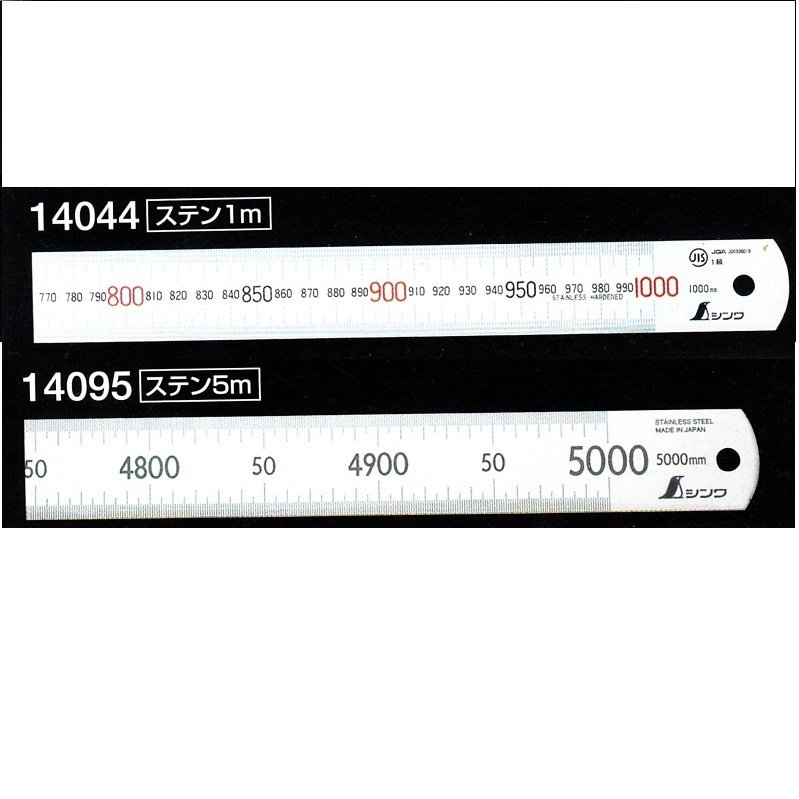 14044 ステン1m
770 780 790 800 810 820 830 840 850 860 870 880 890 900 910 920 930 940 950 960 970 980 990 1000
STAINLESS HARDENED
JIS
JQA
1級
1000mm
シンワ
14095 ステン5m
50 4800 50 4900 50 5000
STAINLESS STEEL
MADE IN JAPAN
5000mm
シンワ